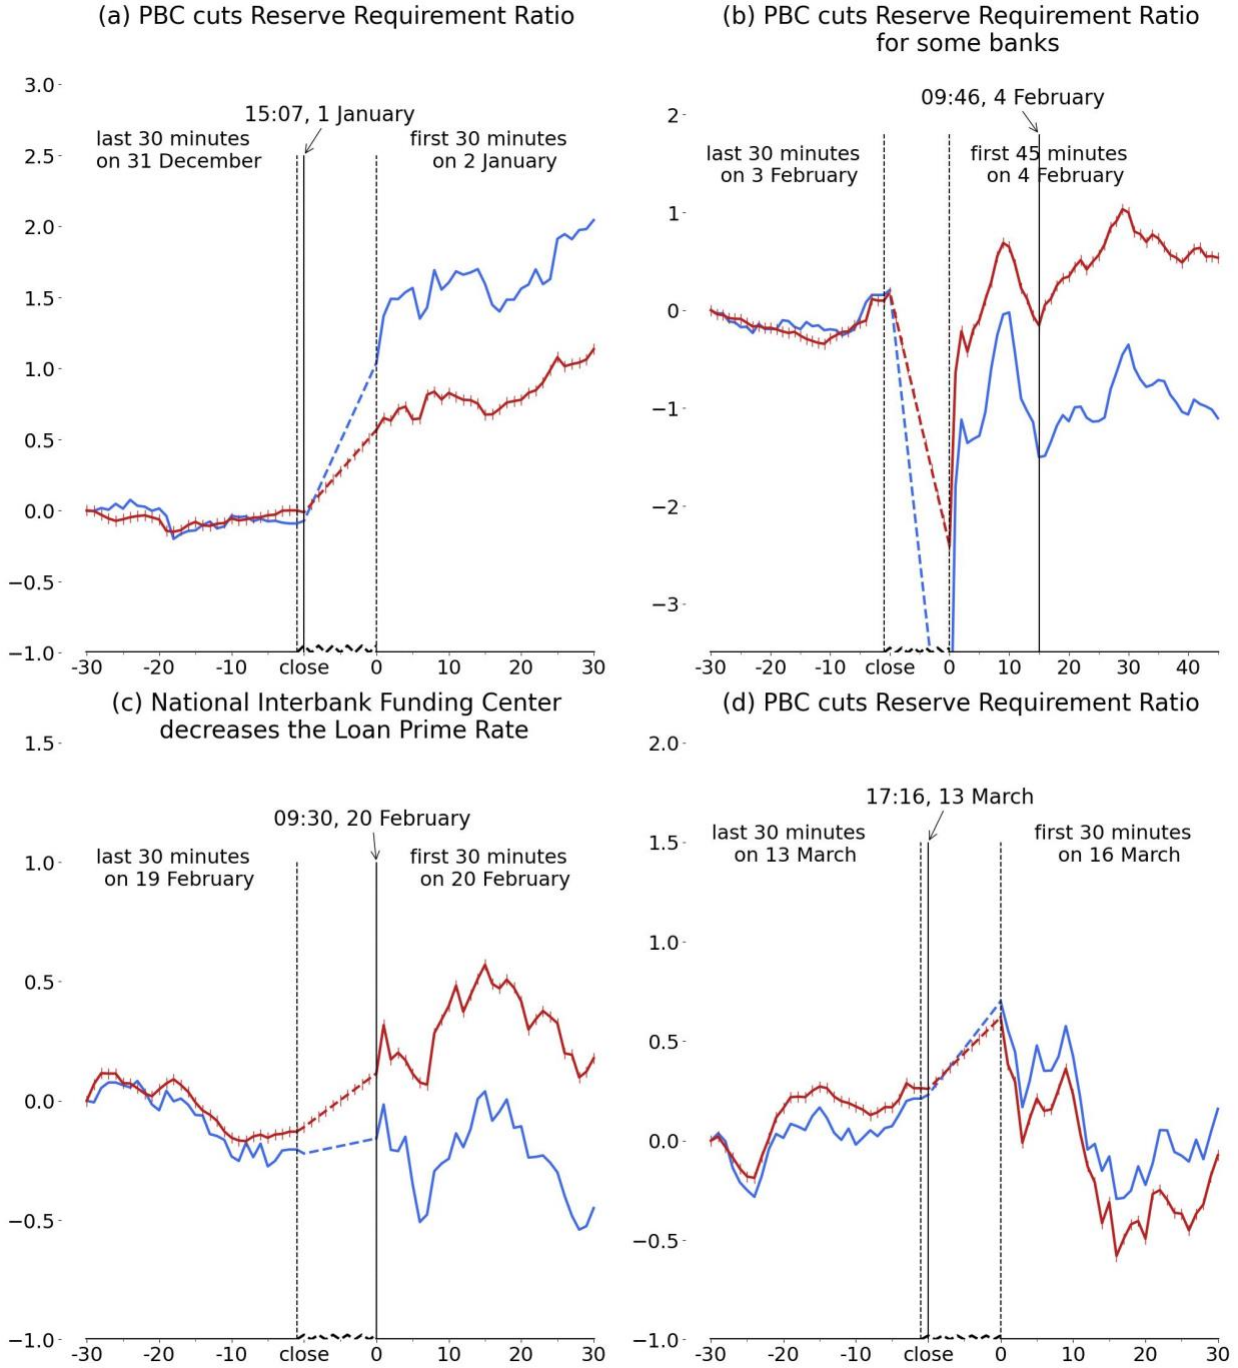 (a) PBC cuts Reserve Requirement Ratio
3.0
15:07, 1 January
last 30 minutes
on 31 December
first 30 minutes
on 2 January
2.5
2.0
1.5
1.0
0.5
0.0
−0.5
−1.0
-30
-20
-10
close
0
10
20
30
(b) PBC cuts Reserve Requirement Ratio
for some banks
09:46, 4 February
2
last 30 minutes
on 3 February
first 45 minutes
on 4 February
1
0
−1
−2
−3
-30
-20
-10
close
0
10
20
30
40
(c) National Interbank Funding Center
decreases the Loan Prime Rate
1.5
09:30, 20 February
last 30 minutes
on 19 February
first 30 minutes
on 20 February
1.0
0.5
0.0
−0.5
−1.0
-30
-20
-10
close
0
10
20
30
(d) PBC cuts Reserve Requirement Ratio
2.0
17:16, 13 March
last 30 minutes
on 13 March
first 30 minutes
on 16 March
1.5
1.0
0.5
0.0
−0.5
−1.0
-30
-20
-10
close
0
10
20
30